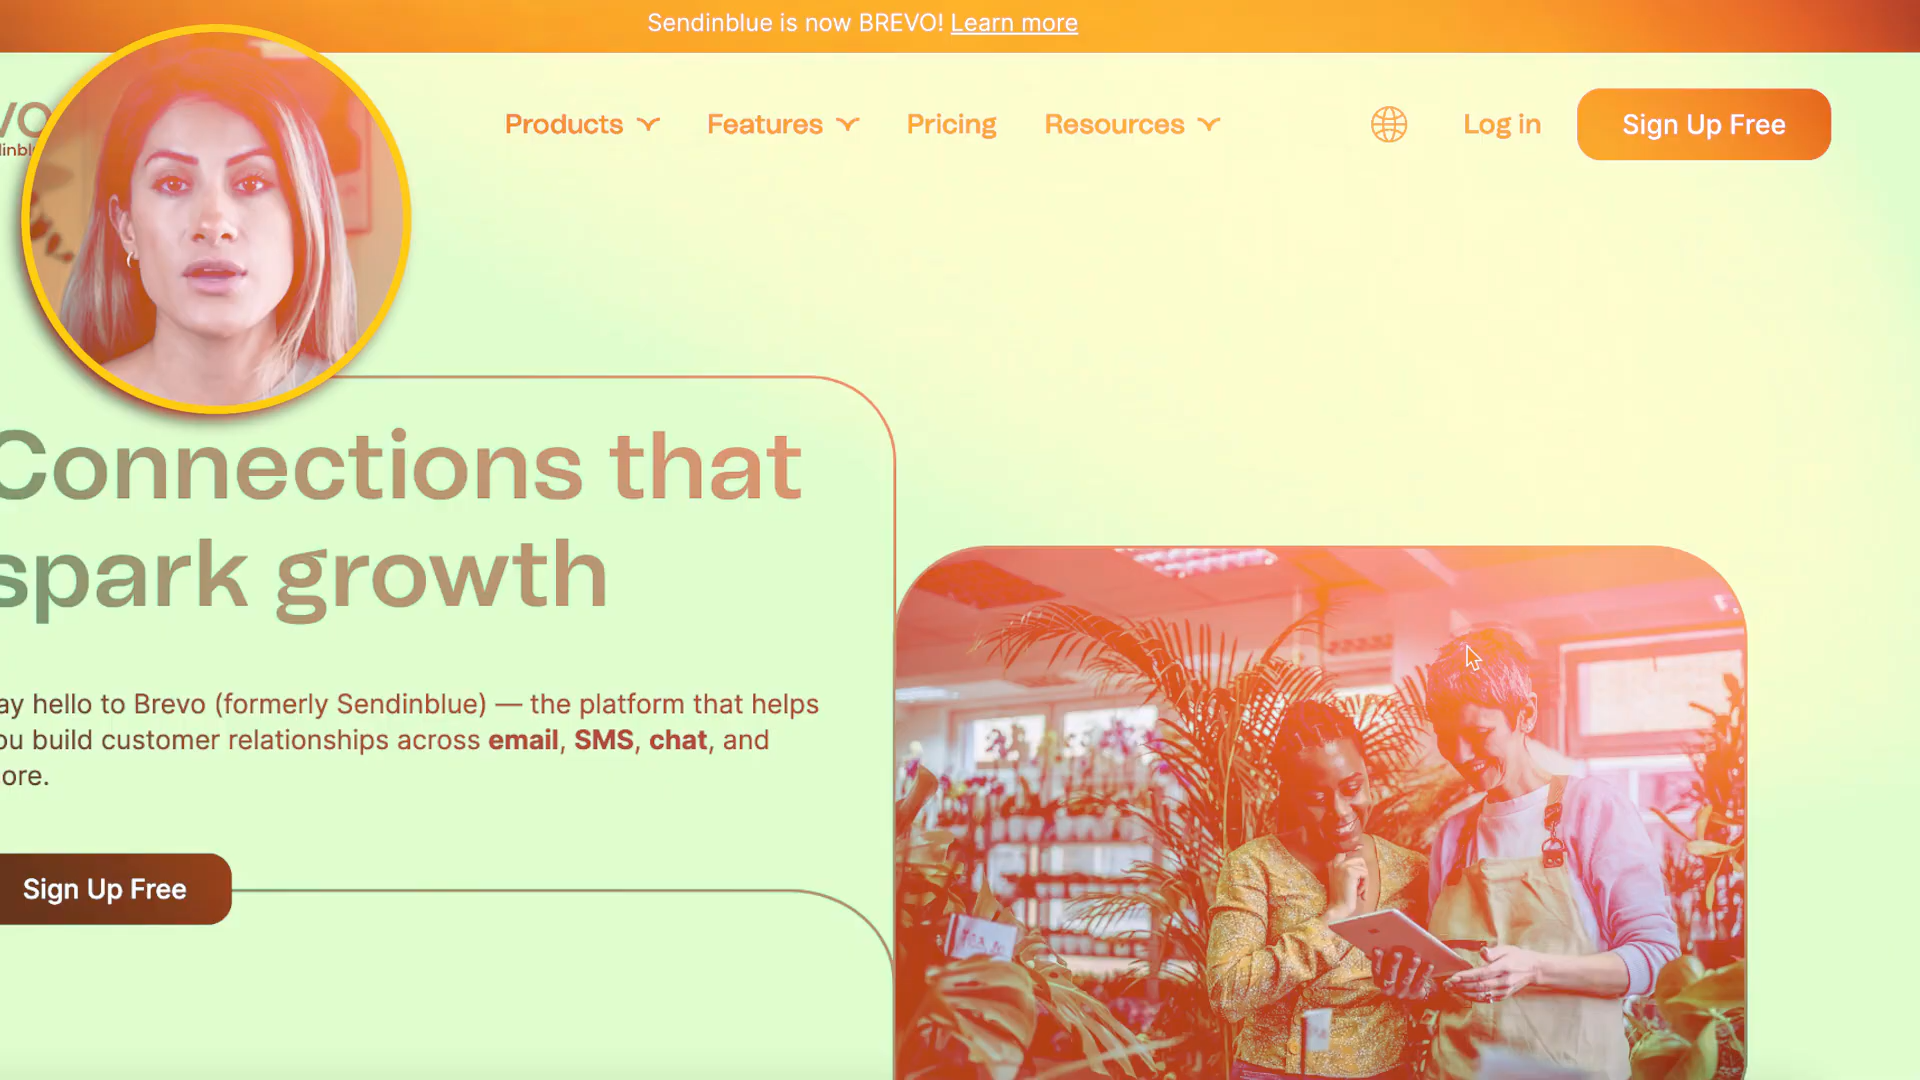 Sendinblue is now BREVO! Learn more
VO
Products Features Pricing Resources Log in Sign Up Free
Connections that
spark growth
ay hello to Brevo (formerly Sendinblue) — the platform that helps
ou build customer relationships across email, SMS, chat, and
ore.
Sign Up Free